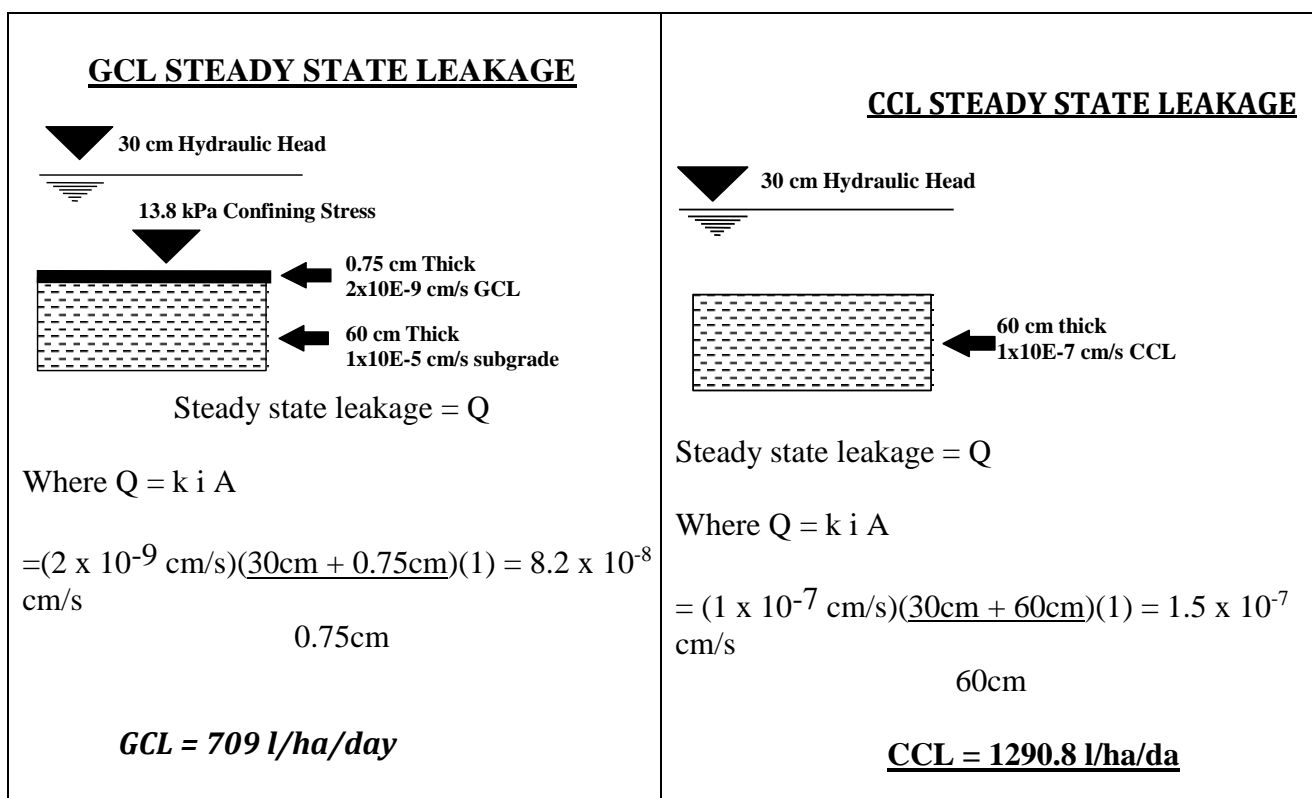 GCL STEADY STATE LEAKAGE
30 cm Hydraulic Head
13.8 kPa Confining Stress
0.75 cm Thick
2x10E-9 cm/s GCL
60 cm Thick
1x10E-5 cm/s subgrade
Steady state leakage = Q
Where Q = k i A
=(2 x 10-9 cm/s)(30cm + 0.75cm)(1) = 8.2 x 10-8
cm/s
0.75cm
GCL = 709 l/ha/day
CCL STEADY STATE LEAKAGE
30 cm Hydraulic Head
60 cm thick
1x10E-7 cm/s CCL
Steady state leakage = Q
Where Q = k i A
= (1 x 10-7 cm/s)(30cm + 60cm)(1) = 1.5 x 10-7
cm/s
60cm
CCL = 1290.8 l/ha/da